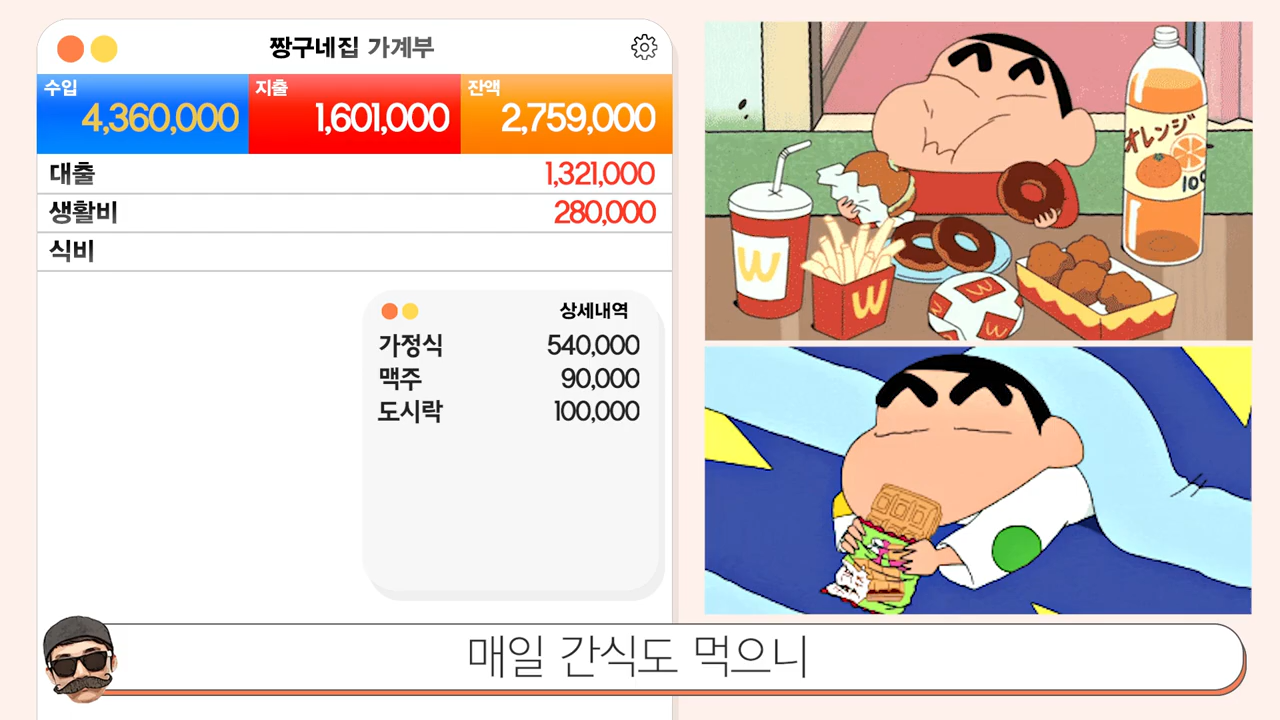 짱구네집 가계부
수입 지출 잔액
4,360,000 1,601,000 2,759,000
대출 1,321,000
생활비 280,000
식비
상세내역
가정식 540,000
맥주 90,000
도시락 100,000
オレンジ
100
W
W
W
W
매일 간식도 먹으니